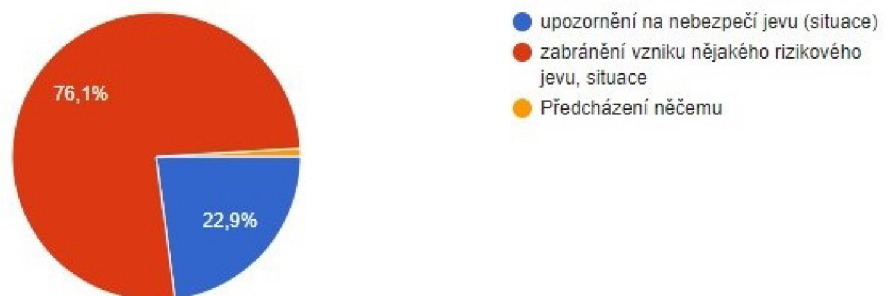 76,1%
22,9%
upozornění na nebezpečí jevu (situace)
zabránění vzniku nějakého rizikového
jevu, situace
Předcházení něčemu